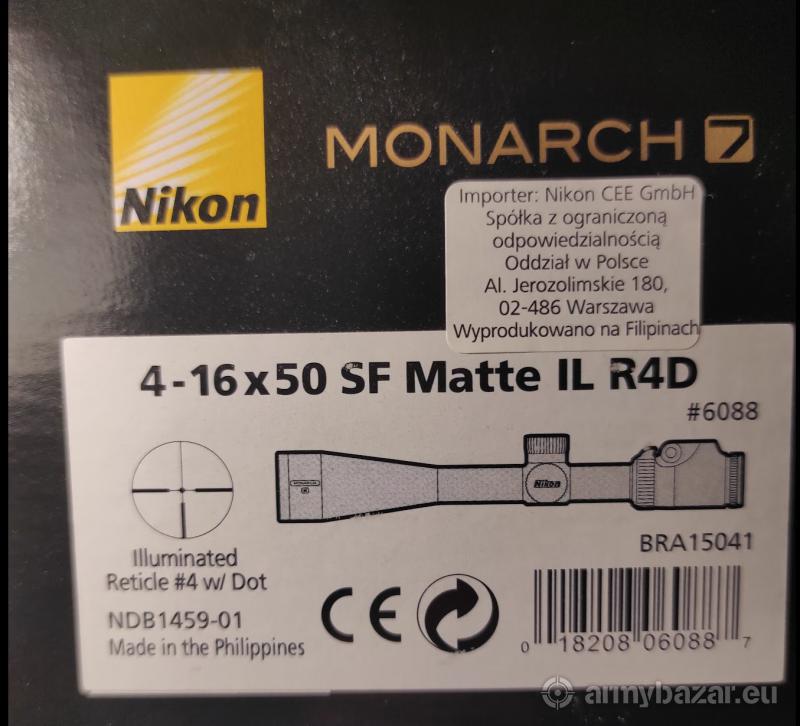 Nikon
MONARCH 7
Importer: Nikon CEE GmbH
Spółka z ograniczoną
odpowiedzialnością
Oddział w Polsce
Al. Jerozolimskie 180,
02-486 Warszawa
Wyprodukowano na Filipinach
4-16x50 SF Matte IL R4D
#6088
MONARCH
7
Nikon
BRA15041
Illuminated
Reticle #4 w/ Dot
NDB1459-01
Made in the Philippines
CE
0 18208 06088 7
armybazar.eu